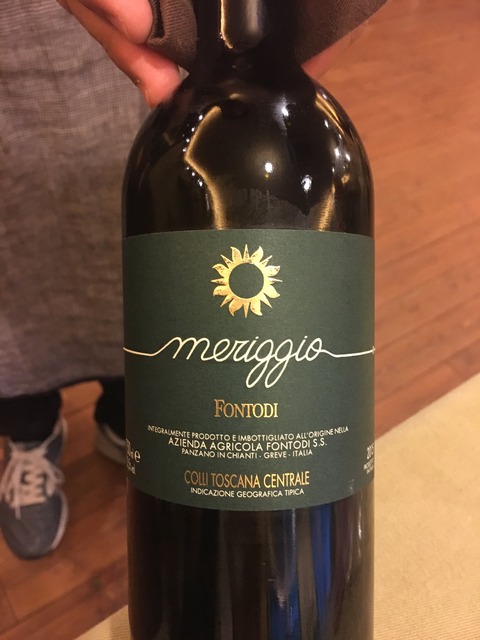 meriggio
FONTODI
INTEGRALMENTE PRODOTTO E IMBOTTIGLIATO ALL'ORIGINE NELLA
AZIENDA AGRICOLA FONTODI S.S.
PANZANO IN CHIANTI - GREVE - ITALIA
COLLI TOSCANA CENTRALE
INDICAZIONE GEOGRAFICA TIPICA